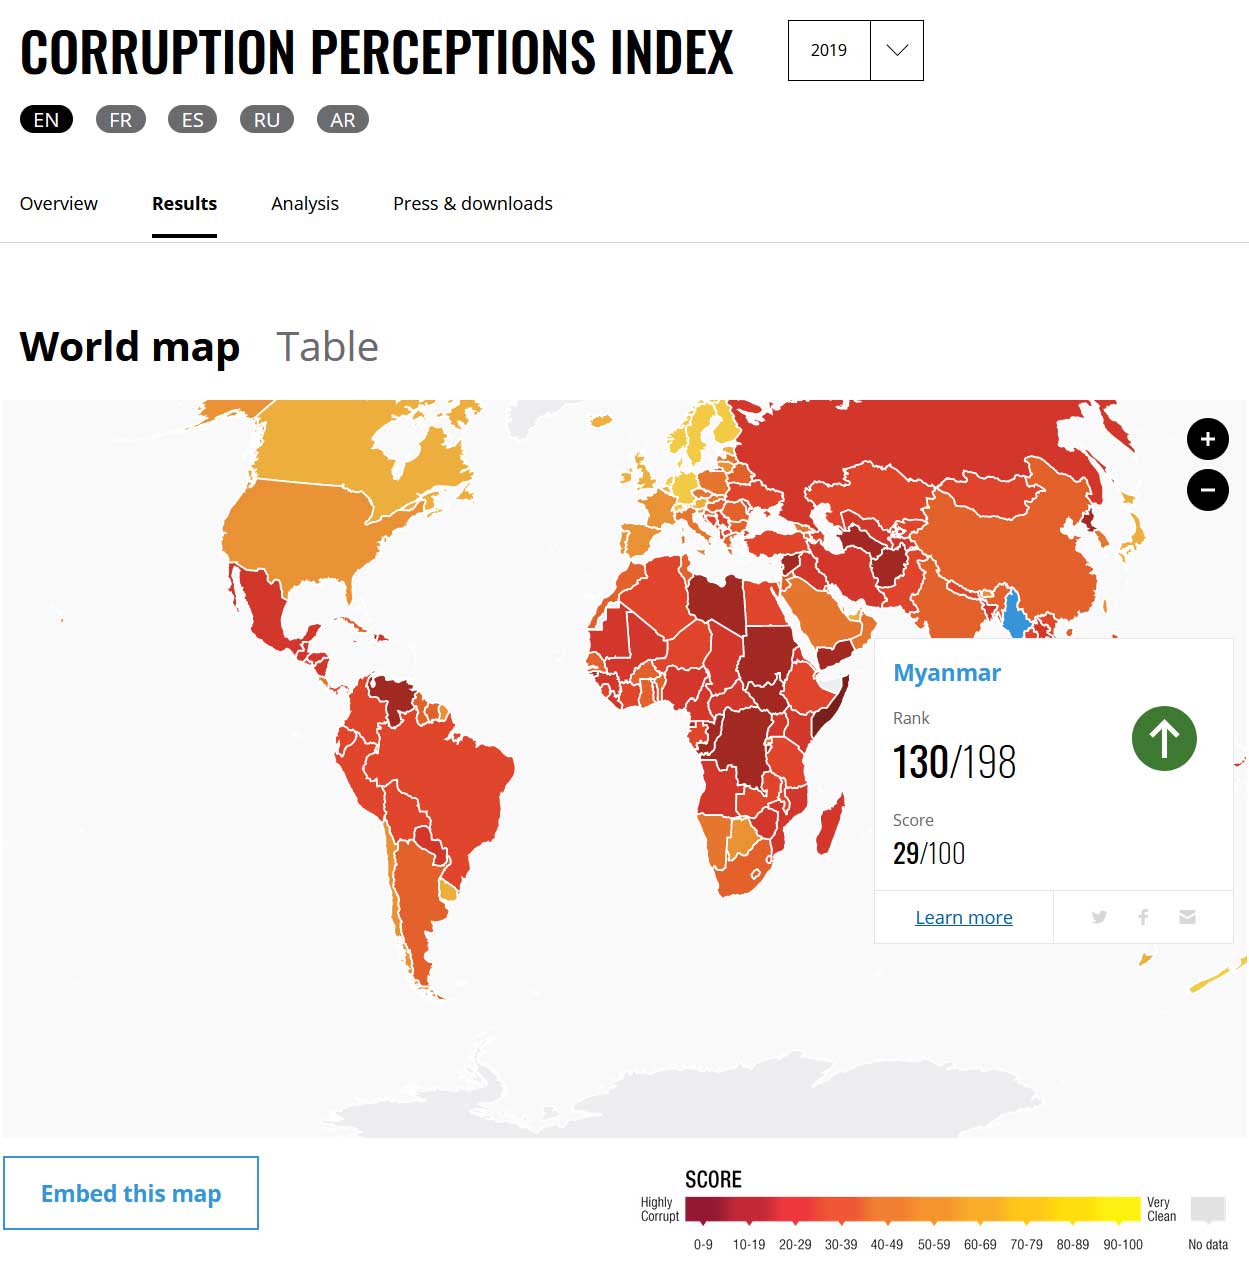 CORRUPTION PERCEPTIONS INDEX
2019
EN FR ES RU AR
Overview Results Analysis Press & downloads
World map Table
+
−
Myanmar
Rank
130/198
Score
29/100
Learn more
Embed this map
SCORE
Highly Corrupt
Very Clean
0-9 10-19 20-29 30-39 40-49 50-59 60-69 70-79 80-89 90-100 No data